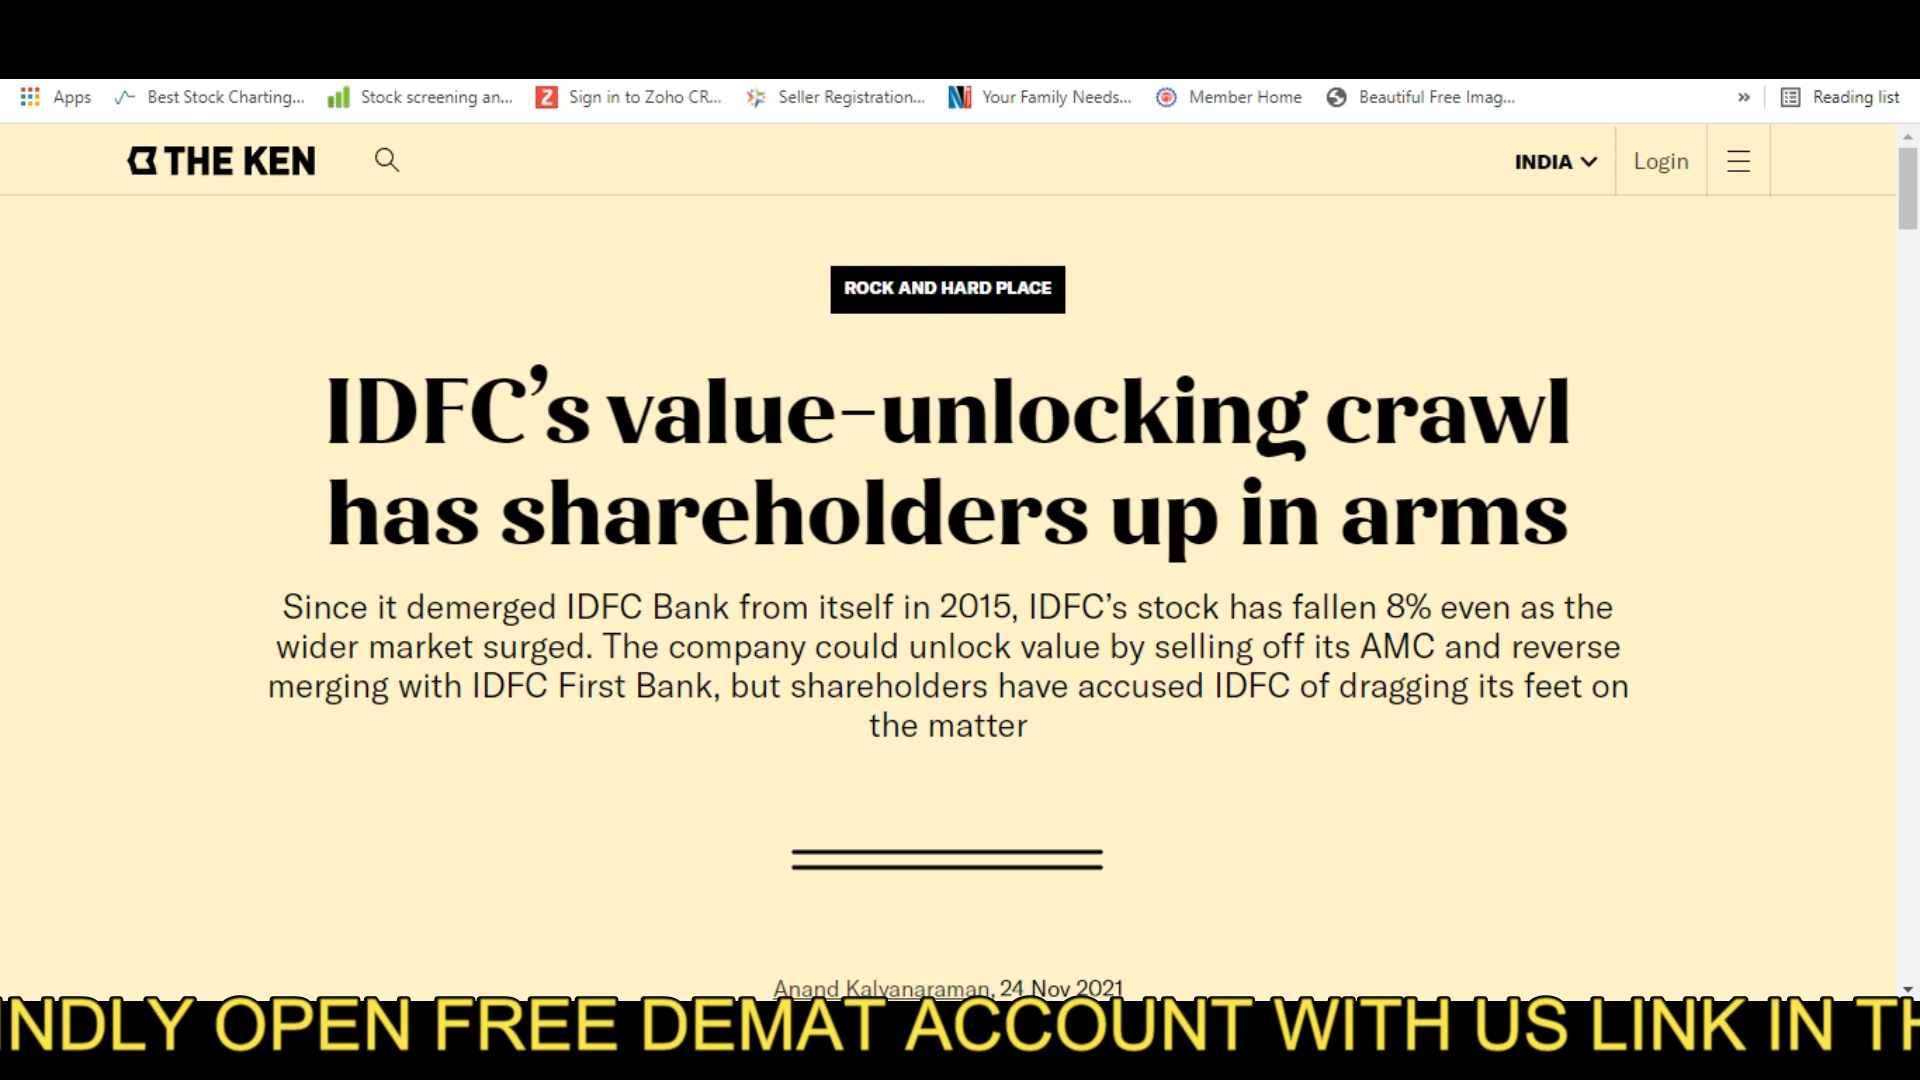 Apps Best Stock Charting... Stock screening an... Sign in to Zoho CR... Seller Registration... Your Family Needs... Member Home Beautiful Free Imag... » Reading list
THE KEN INDIA Login
ROCK AND HARD PLACE
IDFC’s value-unlocking crawl
has shareholders up in arms
Since it demerged IDFC Bank from itself in 2015, IDFC’s stock has fallen 8% even as the
wider market surged. The company could unlock value by selling off its AMC and reverse
merging with IDFC First Bank, but shareholders have accused IDFC of dragging its feet on
the matter
Anand Kalyanaraman, 24 Nov 2021
INDLY OPEN FREE DEMAT ACCOUNT WITH US LINK IN TH